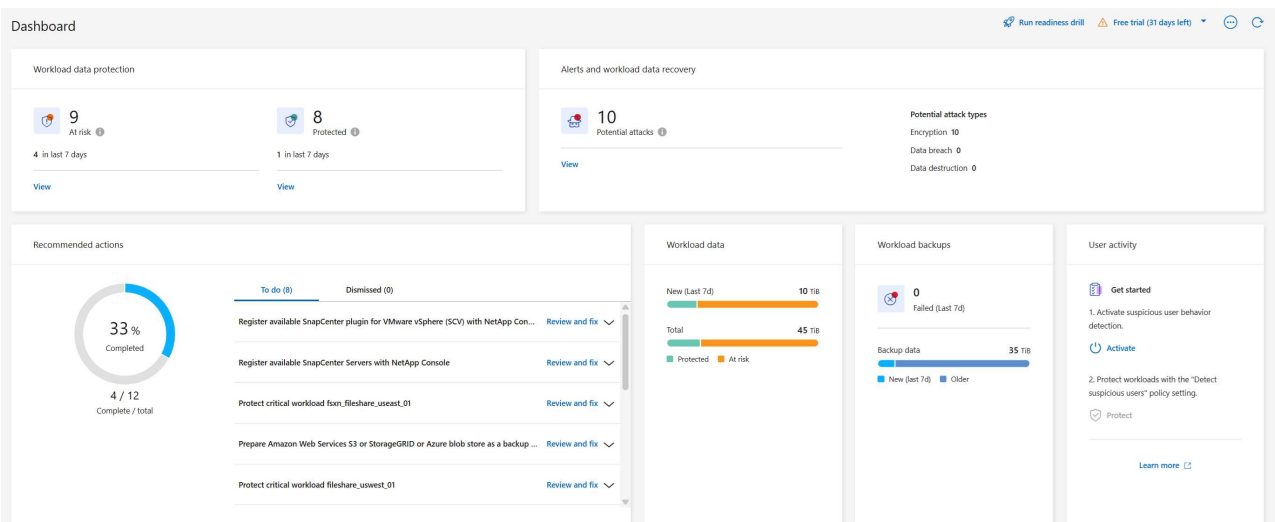 Dashboard
Run readiness drill
Free trial (31 days left)
Workload data protection
9
At risk
4 in last 7 days
View
8
Protected
1 in last 7 days
View
Alerts and workload data recovery
10
Potential attacks
View
Potential attack types
Encryption 10
Data breach 0
Data destruction 0
Recommended actions
33 %
Completed
4 / 12
Complete / total
To do (8)
Dismissed (0)
Register available SnapCenter plugin for VMware vSphere (SCV) with NetApp Con... Review and fix
Register available SnapCenter Servers with NetApp Console Review and fix
Protect critical workload fsxn_fileshare_useast_01 Review and fix
Prepare Amazon Web Services S3 or StorageGRID or Azure blob store as a backup ... Review and fix
Protect critical workload fileshare_uswest_01 Review and fix
Workload data
New (Last 7d) 10 TiB
Total 45 TiB
Protected At risk
Workload backups
0
Failed (Last 7d)
Backup data 35 TiB
New (last 7d) Older
User activity
Get started
1. Activate suspicious user behavior
detection.
Activate
2. Protect workloads with the "Detect
suspicious users" policy setting.
Protect
Learn more